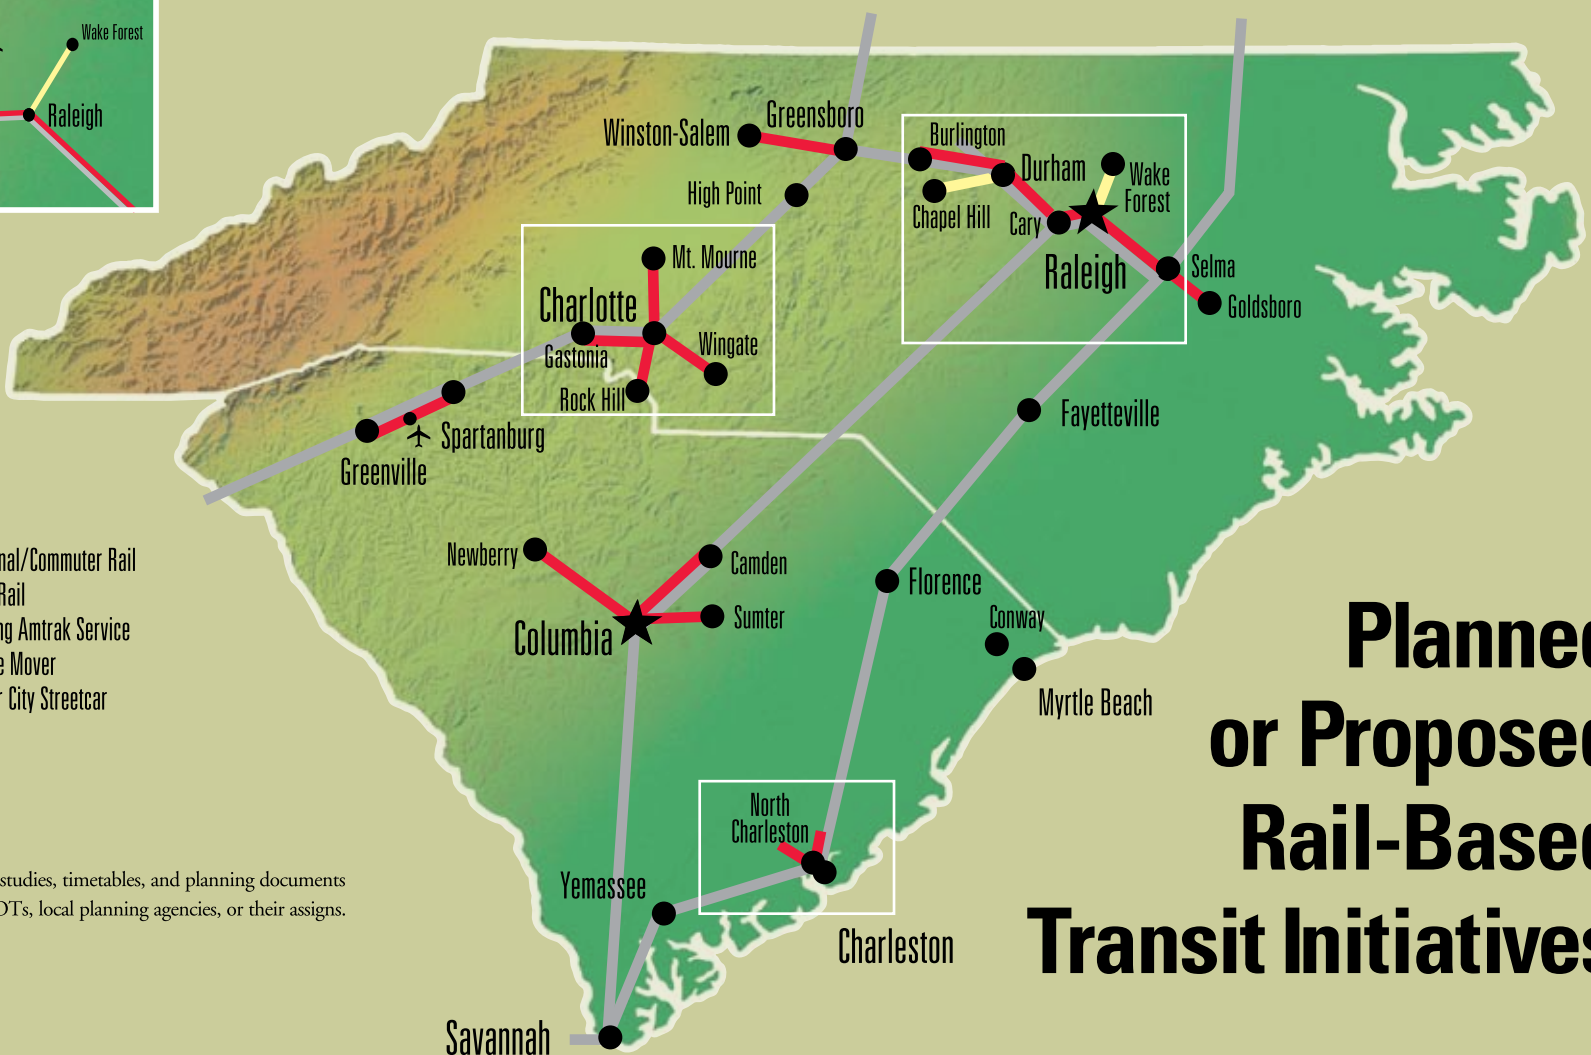 Wake Forest
Raleigh
Greensboro
Winston-Salem
Burlington
Durham
Wake
Forest
High Point
Chapel Hill
Cary
Mt. Mourne
Raleigh
Selma
Charlotte
Goldsboro
Wingate
Gastonia
Rock Hill
Fayetteville
Spartanburg
Greenville
Newberry
Camden
Florence
Sumter
Conway
Columbia
Myrtle Beach
nal/Commuter Rail
Rail
ng Amtrak Service
e Mover
r City Streetcar
Planned
or Proposed
Rail-Based
Transit Initiatives
North
Charleston
Yemassee
Charleston
Savannah
studies, timetables, and planning documents
OTs, local planning agencies, or their assigns.